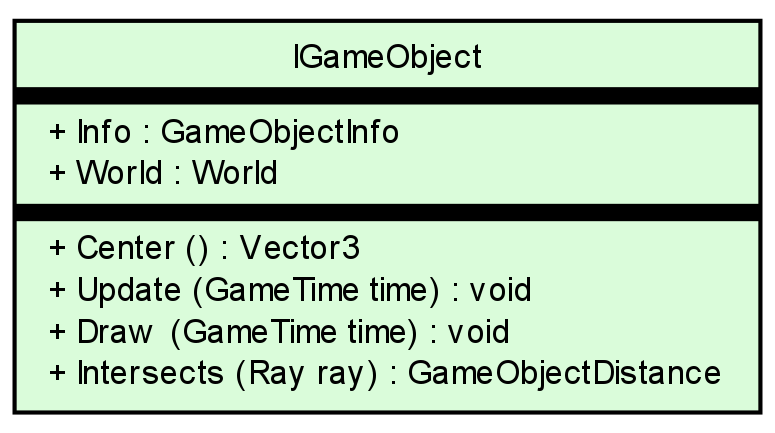 IGameObject
+ Info : GameObjectInfo
+ World : World
+ Center () : Vector3
+ Update (GameTime time) : void
+ Draw (GameTime time) : void
+ Intersects (Ray ray) : GameObjectDistance